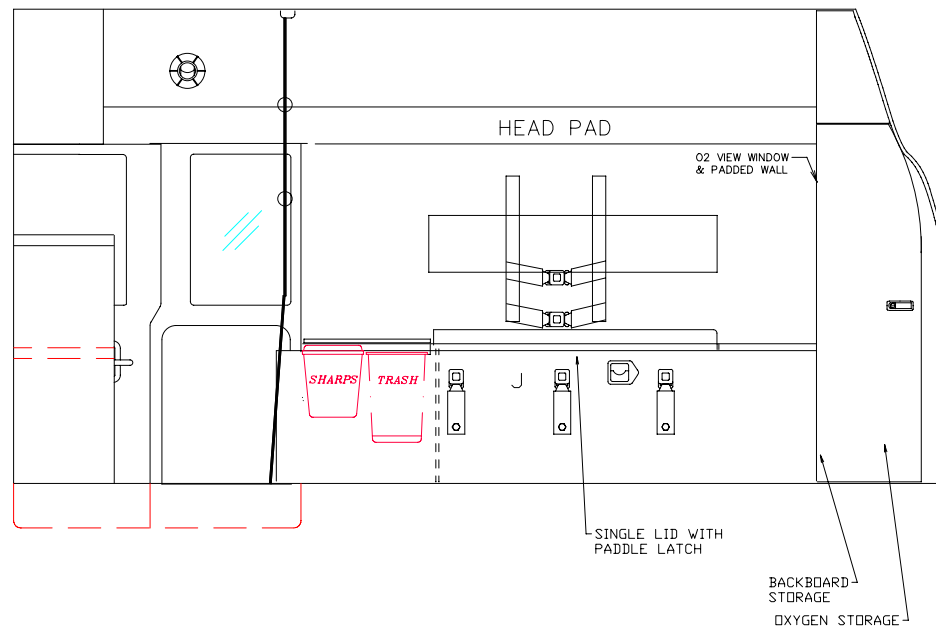 HEAD PAD
O2 VIEW WINDOW
& PADDED WALL
SHARPS
TRASH
J
SINGLE LID WITH
PADDLE LATCH
BACKBOARD
STORAGE
OXYGEN STORAGE